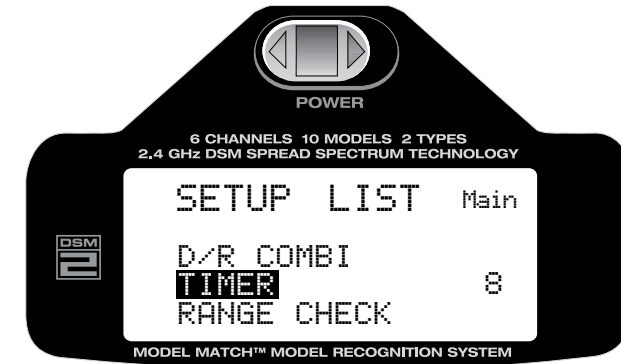 POWER
6 CHANNELS 10 MODELS 2 TYPES
2.4 GHz DSM SPREAD SPECTRUM TECHNOLOGY
SETUP LIST Main
DSM
2
D/R COMBI
TIMER 8
RANGE CHECK
MODEL MATCH™ MODEL RECOGNITION SYSTEM